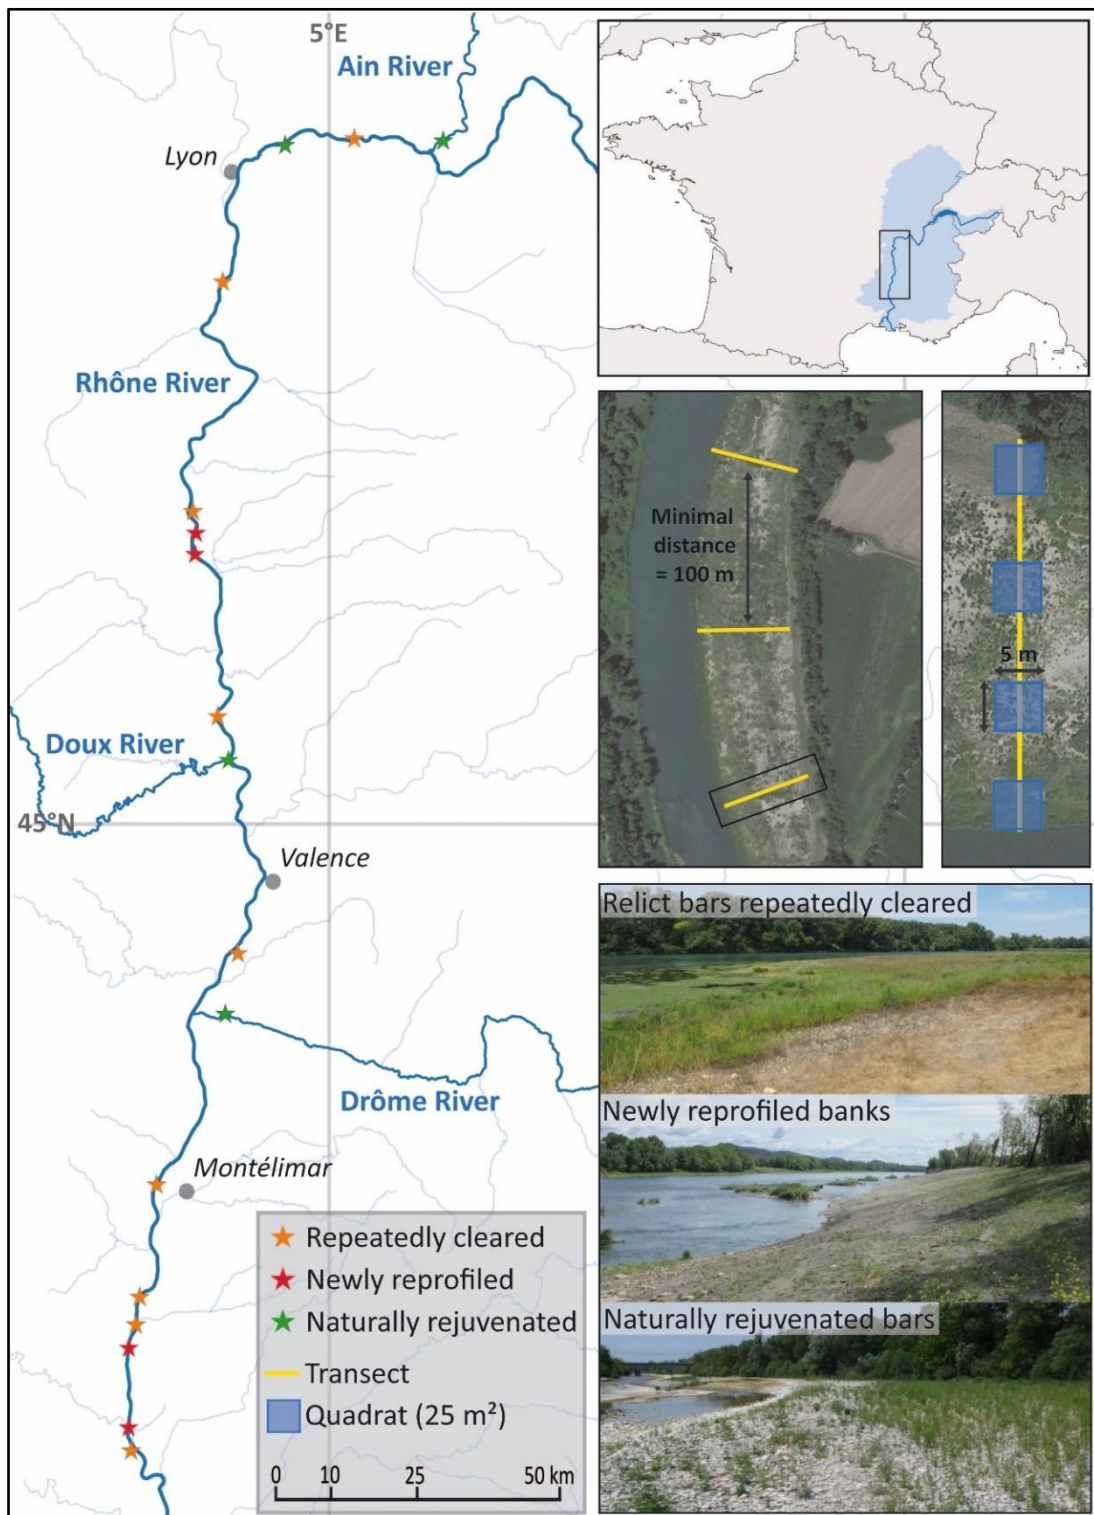 5°E
Ain River
Lyon
Rhône River
Doux River
45°N
Valence
Drôme River
Montélimar
Repeatedly cleared
Newly reprofiled
Naturally rejuvenated
Transect
Quadrat (25 m²)
0 10 25 50 km
Minimal
distance
= 100 m
5 m
Relict bars repeatedly cleared
Newly reprofiled banks
Naturally rejuvenated bars